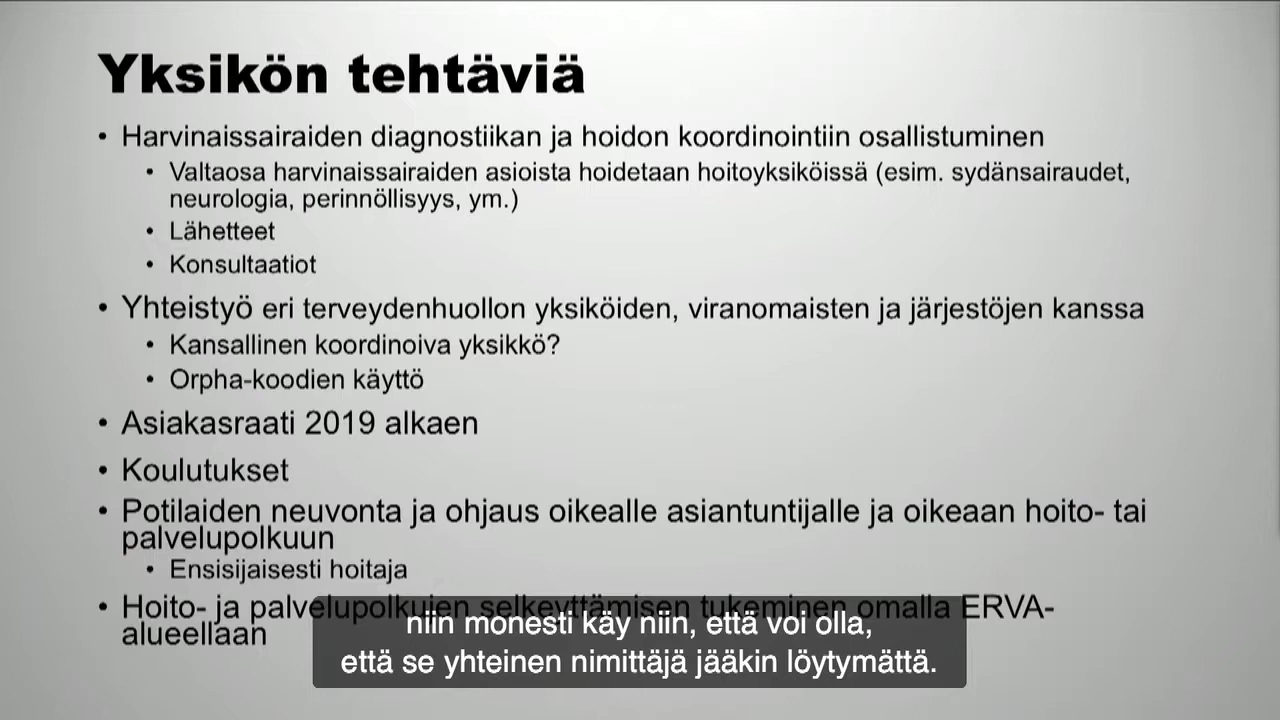 Yksikön tehtäviä
• Harvinaissairaiden diagnostiikan ja hoidon koordinointiin osallistuminen
• Valtaosa harvinaissairaiden asioista hoidetaan hoitoyksiköissä (esim. sydänsairaudet,
neurologia, perinnöllisyys, ym.)
• Lähetteet
• Konsultaatiot
• Yhteistyö eri terveydenhuollon yksiköiden, viranomaisten ja järjestöjen kanssa
• Kansallinen koordinoiva yksikkö?
• Orpha-koodien käyttö
• Asiakasraati 2019 alkaen
• Koulutukset
• Potilaiden neuvonta ja ohjaus oikealle asiantuntijalle ja oikeaan hoito- tai
palvelupolkuun
• Ensisijaisesti hoitaja
• Hoito- ja palvelupolkujen selkeyttämisen tukeminen omalla ERVA-
alueellaan
niin monesti käy niin, että voi olla,
että se yhteinen nimittäjä jääkin löytymättä.